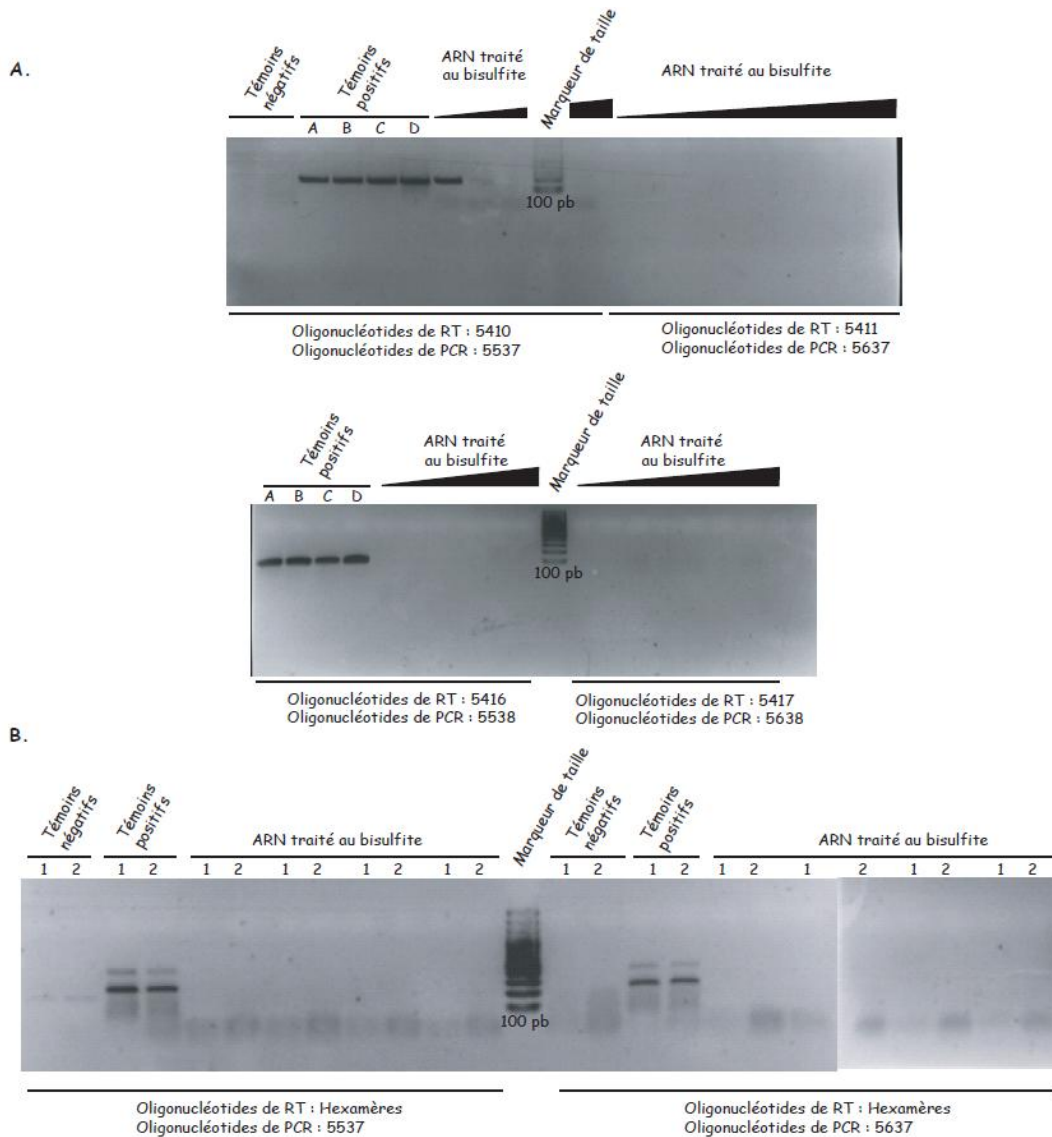 A.
Témoins
négatifs
Témoins
positifs
ARN traité
au bisulfite
Marqueur de taille
ARN traité au bisulfite
A B C D
100 pb
Oligonucléotides de RT : 5410
Oligonucléotides de PCR : 5537
Oligonucléotides de RT : 5411
Oligonucléotides de PCR : 5637
Témoins
positifs
ARN traité
au bisulfite
Marqueur de taille
ARN traité
au bisulfite
A B C D
100 pb
Oligonucléotides de RT : 5416
Oligonucléotides de PCR : 5538
Oligonucléotides de RT : 5417
Oligonucléotides de PCR : 5638
B.
Témoins
négatifs
Témoins
positifs
ARN traité au bisulfite
Marqueur de taille
Témoins
négatifs
Témoins
positifs
ARN traité au bisulfite
1 2 1 2 1 2 1 2 1 2 1 2 1 2 1 2 1 2 1 2 1 2 1 2
100 pb
Oligonucléotides de RT : Hexamères
Oligonucléotides de PCR : 5537
Oligonucléotides de RT : Hexamères
Oligonucléotides de PCR : 5637